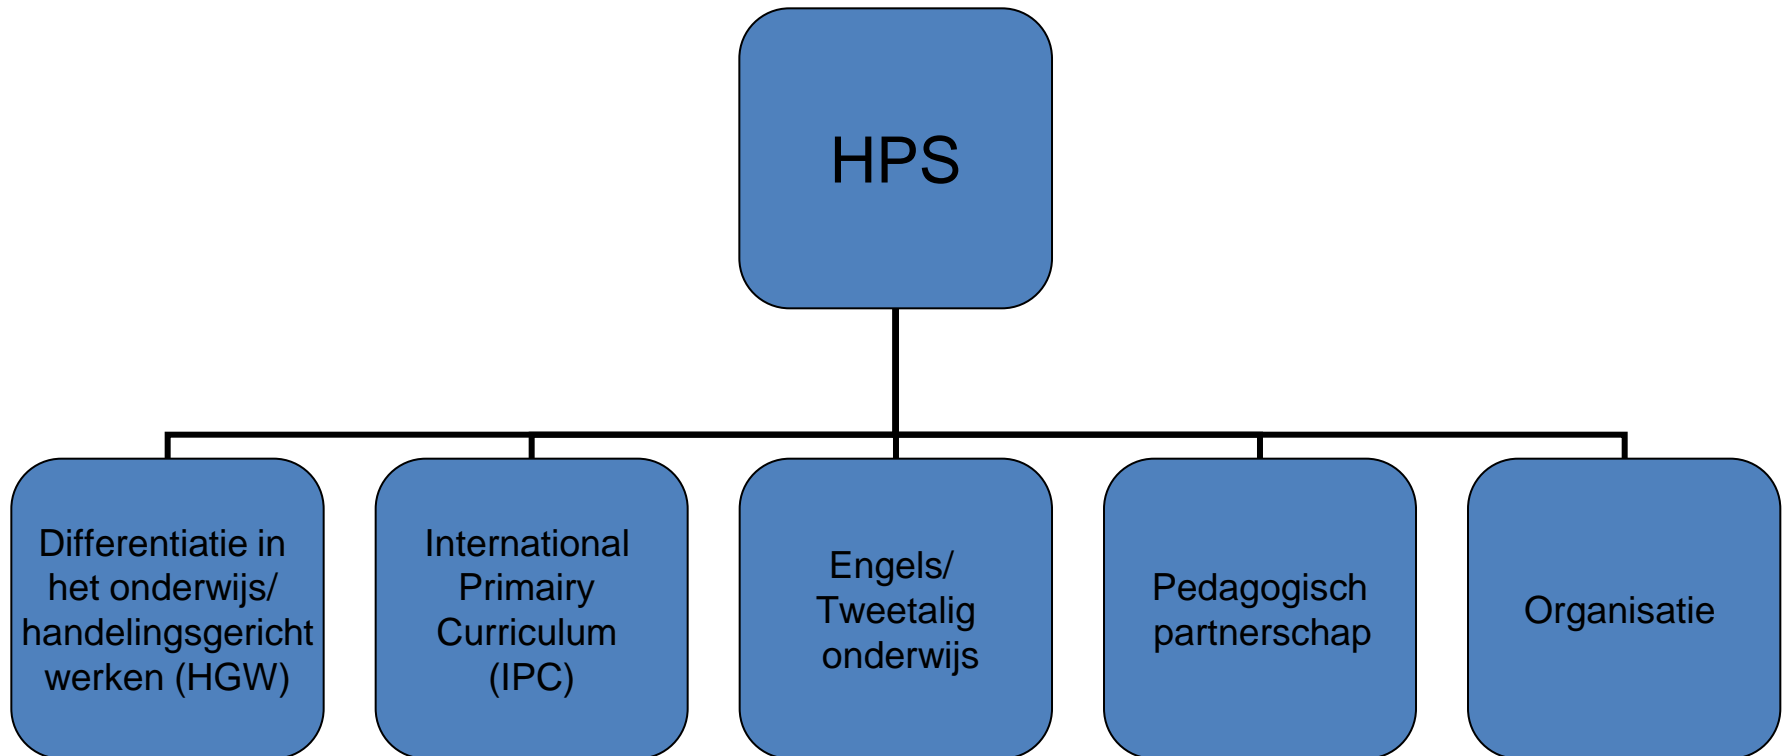 HPS
Differentiatie in
het onderwijs/
handelingsgericht
werken (HGW)
International
Primairy
Curriculum
(IPC)
Engels/
Tweetalig
onderwijs
Pedagogisch
partnerschap
Organisatie